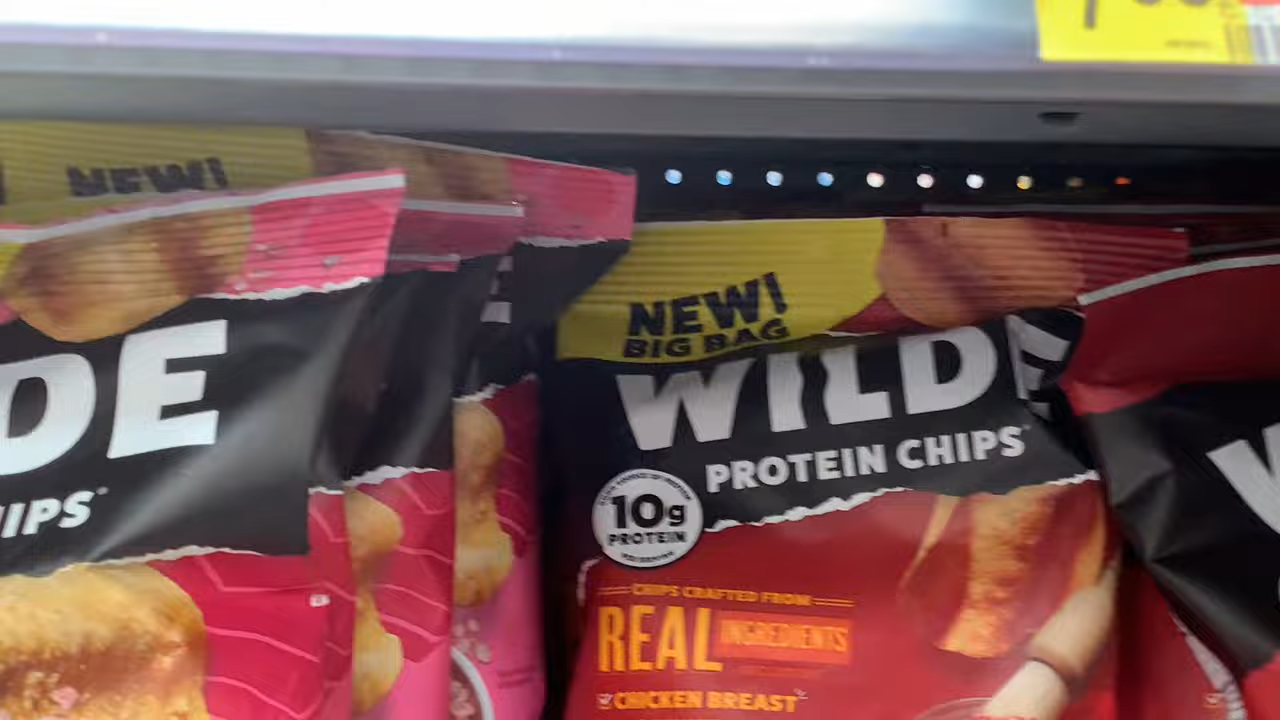 NEW!
DE
IPS
NEW!
BIG BAG
WILDE
PROTEIN CHIPS
10g
PROTEIN
CHIPS CRAFTED FROM
REAL INGREDIENTS
CHICKEN BREAST